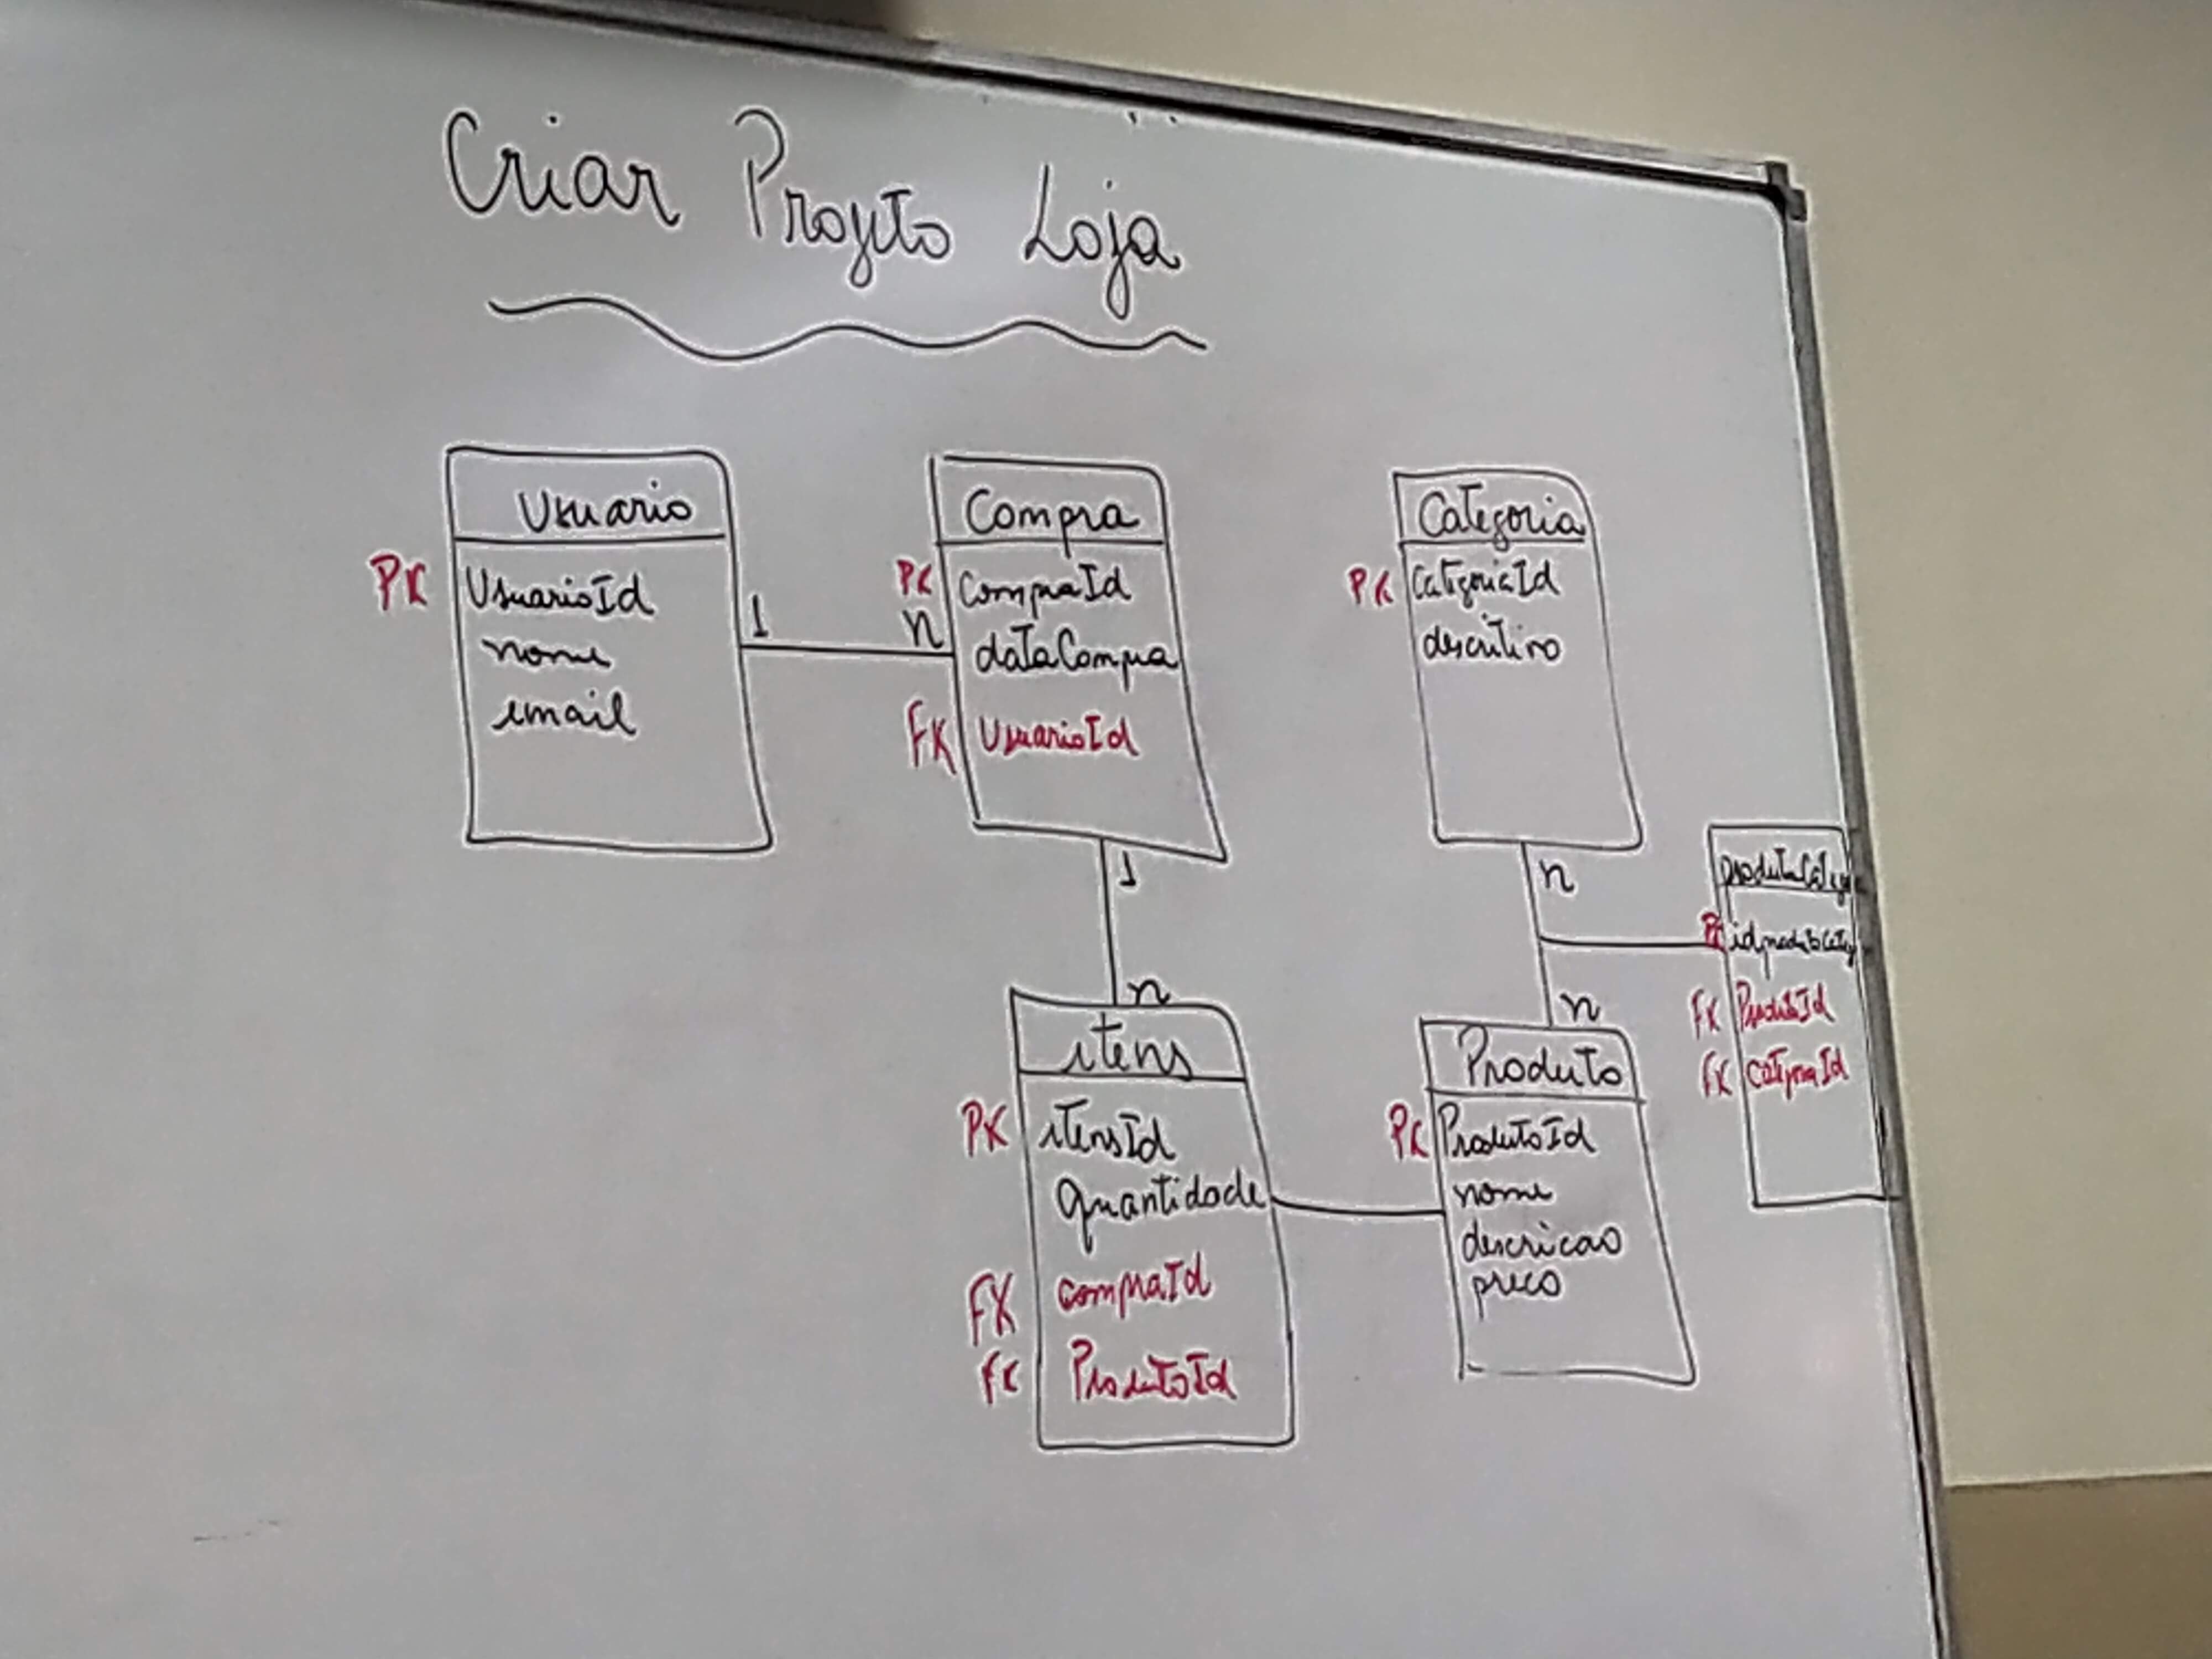 Criar Projeto Loja
Usuario
PK UsuarioId
nome
email
1 n
Compra
PK CompraId
dataCompra
FK UsuarioId
1
n
Categoria
PK CategoriaId
descritivo
n
n
produtoCateg
PK idprodutoCateg
FK ProdutoId
FK categoriaId
itens
PK itensId
quantidade
FK compraId
FK ProdutoId
Produto
PK ProdutoId
nome
descricao
preco